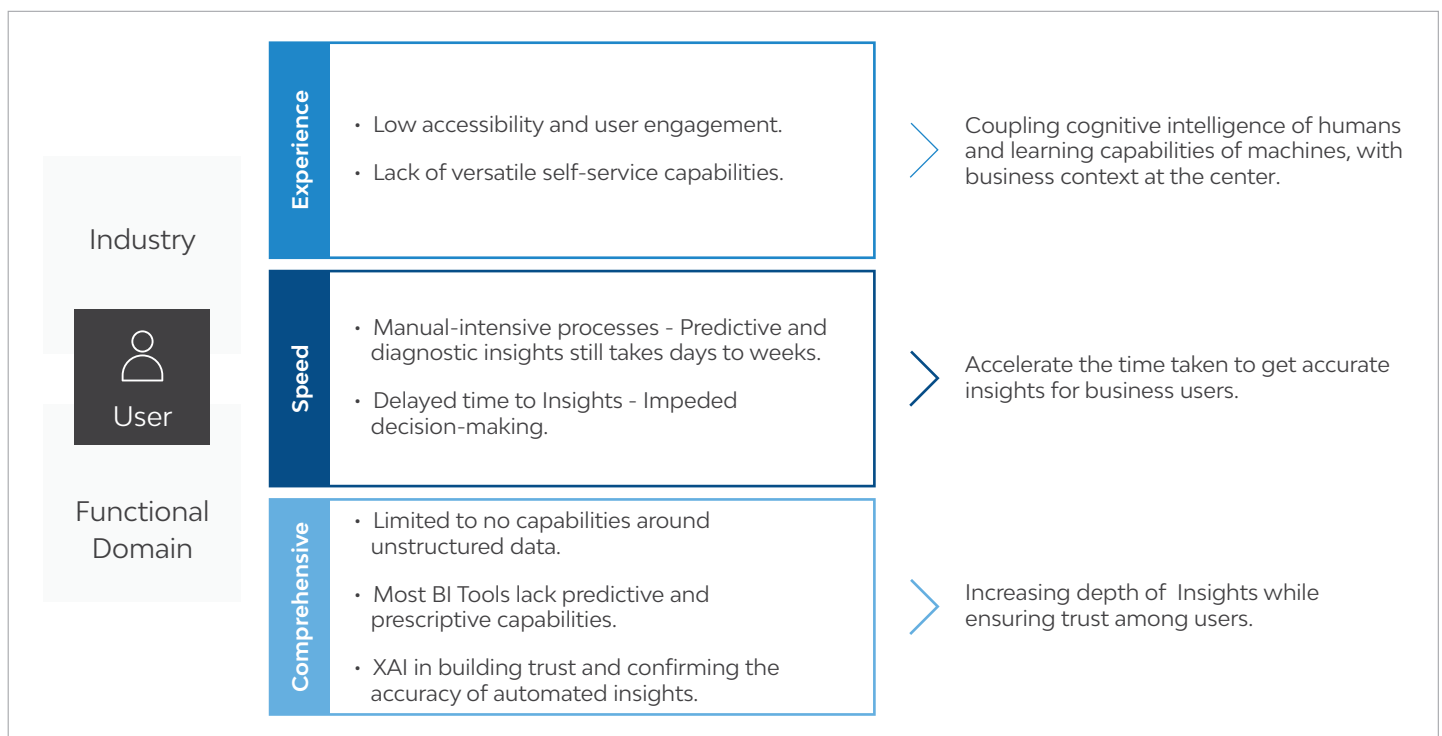 Industry
User
Functional
Domain
Experience
• Low accessibility and user engagement.
• Lack of versatile self-service capabilities.
Coupling cognitive intelligence of humans
and learning capabilities of machines, with
business context at the center.
Speed
• Manual-intensive processes - Predictive and
diagnostic insights still takes days to weeks.
• Delayed time to Insights - Impeded
decision-making.
Accelerate the time taken to get accurate
insights for business users.
Comprehensive
• Limited to no capabilities around
unstructured data.
• Most BI Tools lack predictive and
prescriptive capabilities.
• XAI in building trust and confirming the
accuracy of automated insights.
Increasing depth of Insights while
ensuring trust among users.